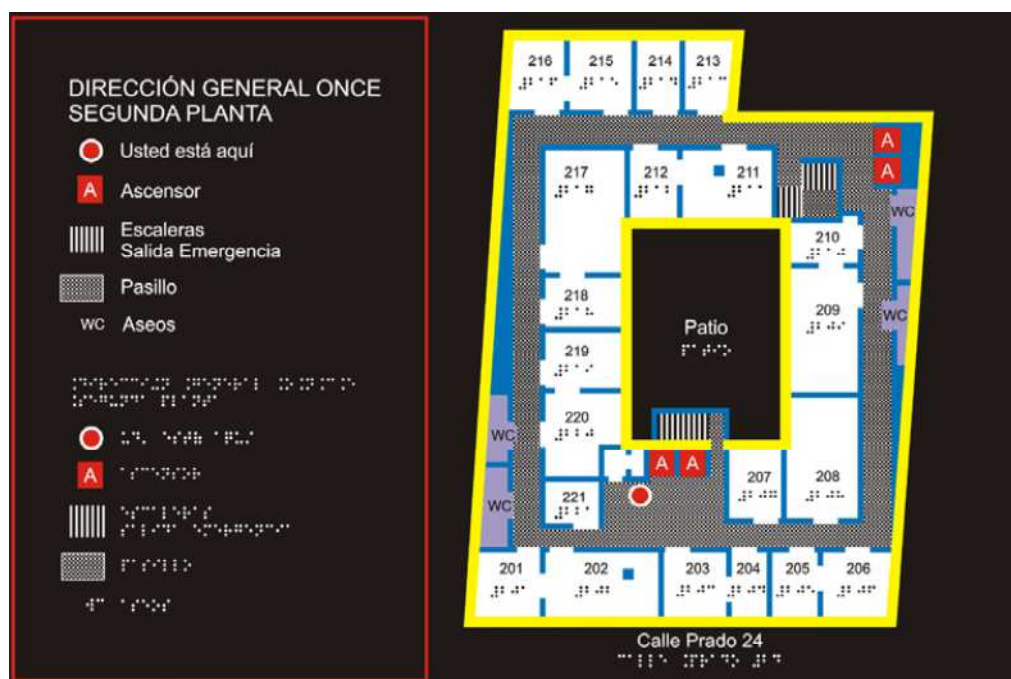 DIRECCIÓN GENERAL ONCE
SEGUNDA PLANTA
Usted está aquí
A Ascensor
Escaleras
Salida Emergencia
Pasillo
WC Aseos
A
216 215 214 213
A
A
217 212 211
WC
210
218
209
Patio
WC
219
220
WC
A A
207 208
221
WC
201 202 203 204 205 206
Calle Prado 24